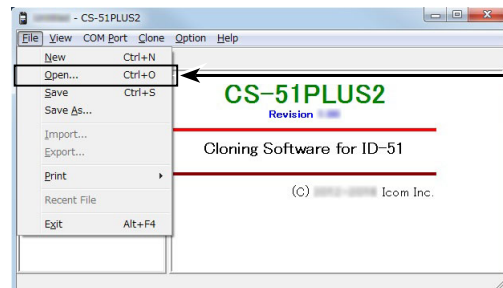 - CS-51PLUS2
File View COM Port Clone Option Help
New Ctrl+N
Open... Ctrl+O
Save Ctrl+S
Save As...
Import...
Export...
Print
Recent File
Exit Alt+F4
CS-51PLUS2
Revision
Cloning Software for ID-51
(C) Icom Inc.